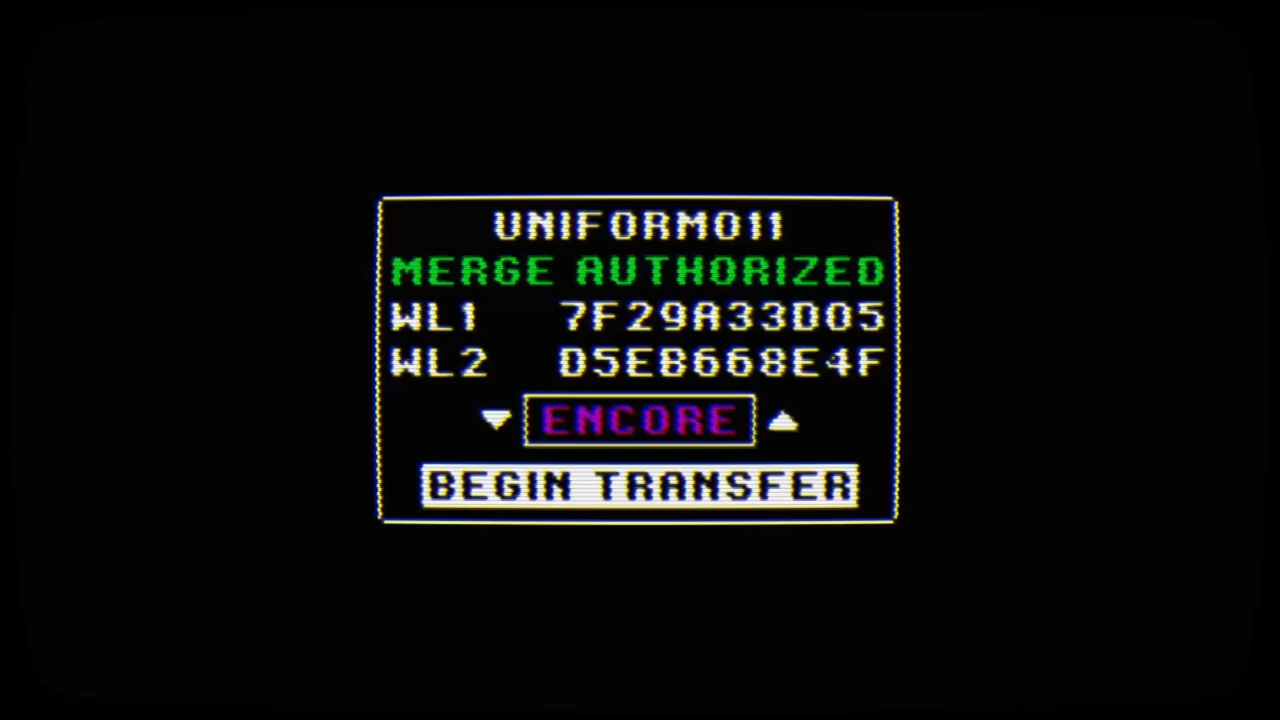 UNIFORM011
MERGE AUTHORIZED
WL1 7F29A33D05
WL2 D5EB668E4F
ENCORE
BEGIN TRANSFER